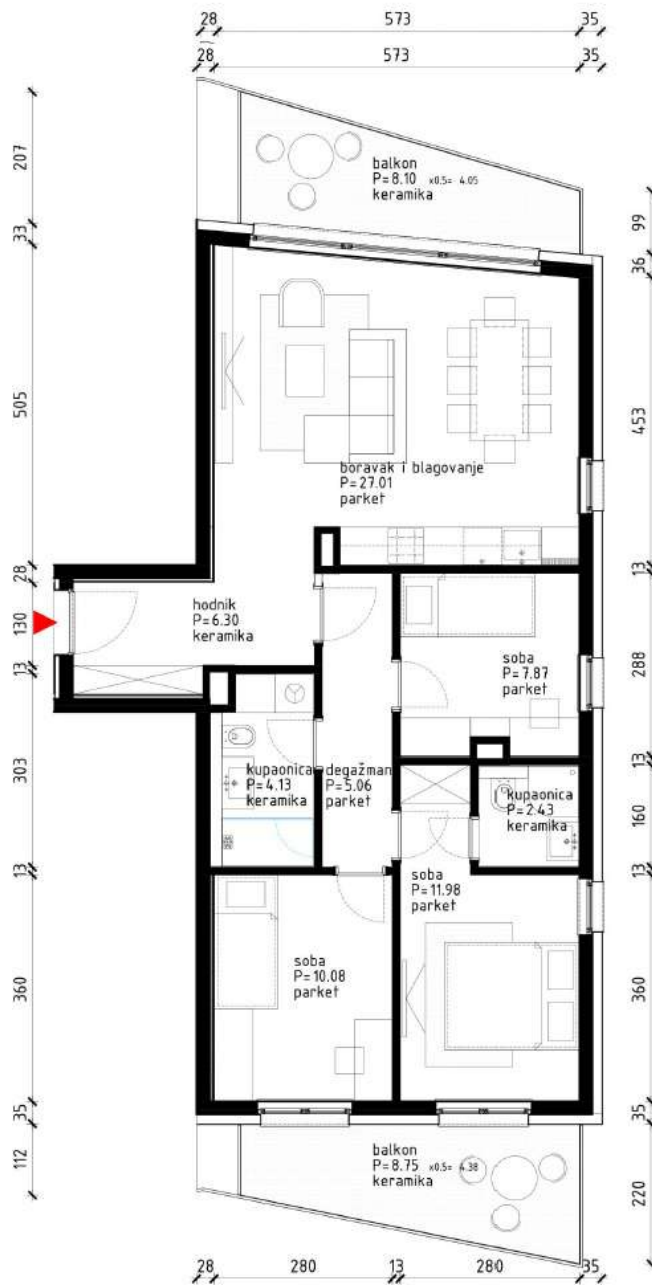 28 573 35
28 573 35
207
33
505
28
130
13
303
13
360
35
112
99
36
453
13
288
13
160
13
360
35
220
balkon
P=8.10 x0.5= 4.05
keramika
boravak i blagovanje
P=27.01
parket
hodnik
P=6.30
keramika
soba
P=7.87
parket
kupaonica
P=4.13
keramika
degažman
P=5.06
parket
kupaonica
P=2.43
keramika
soba
P=11.98
parket
soba
P=10.08
parket
balkon
P=8.75 x0.5= 4.38
keramika
28 280 13 280 35